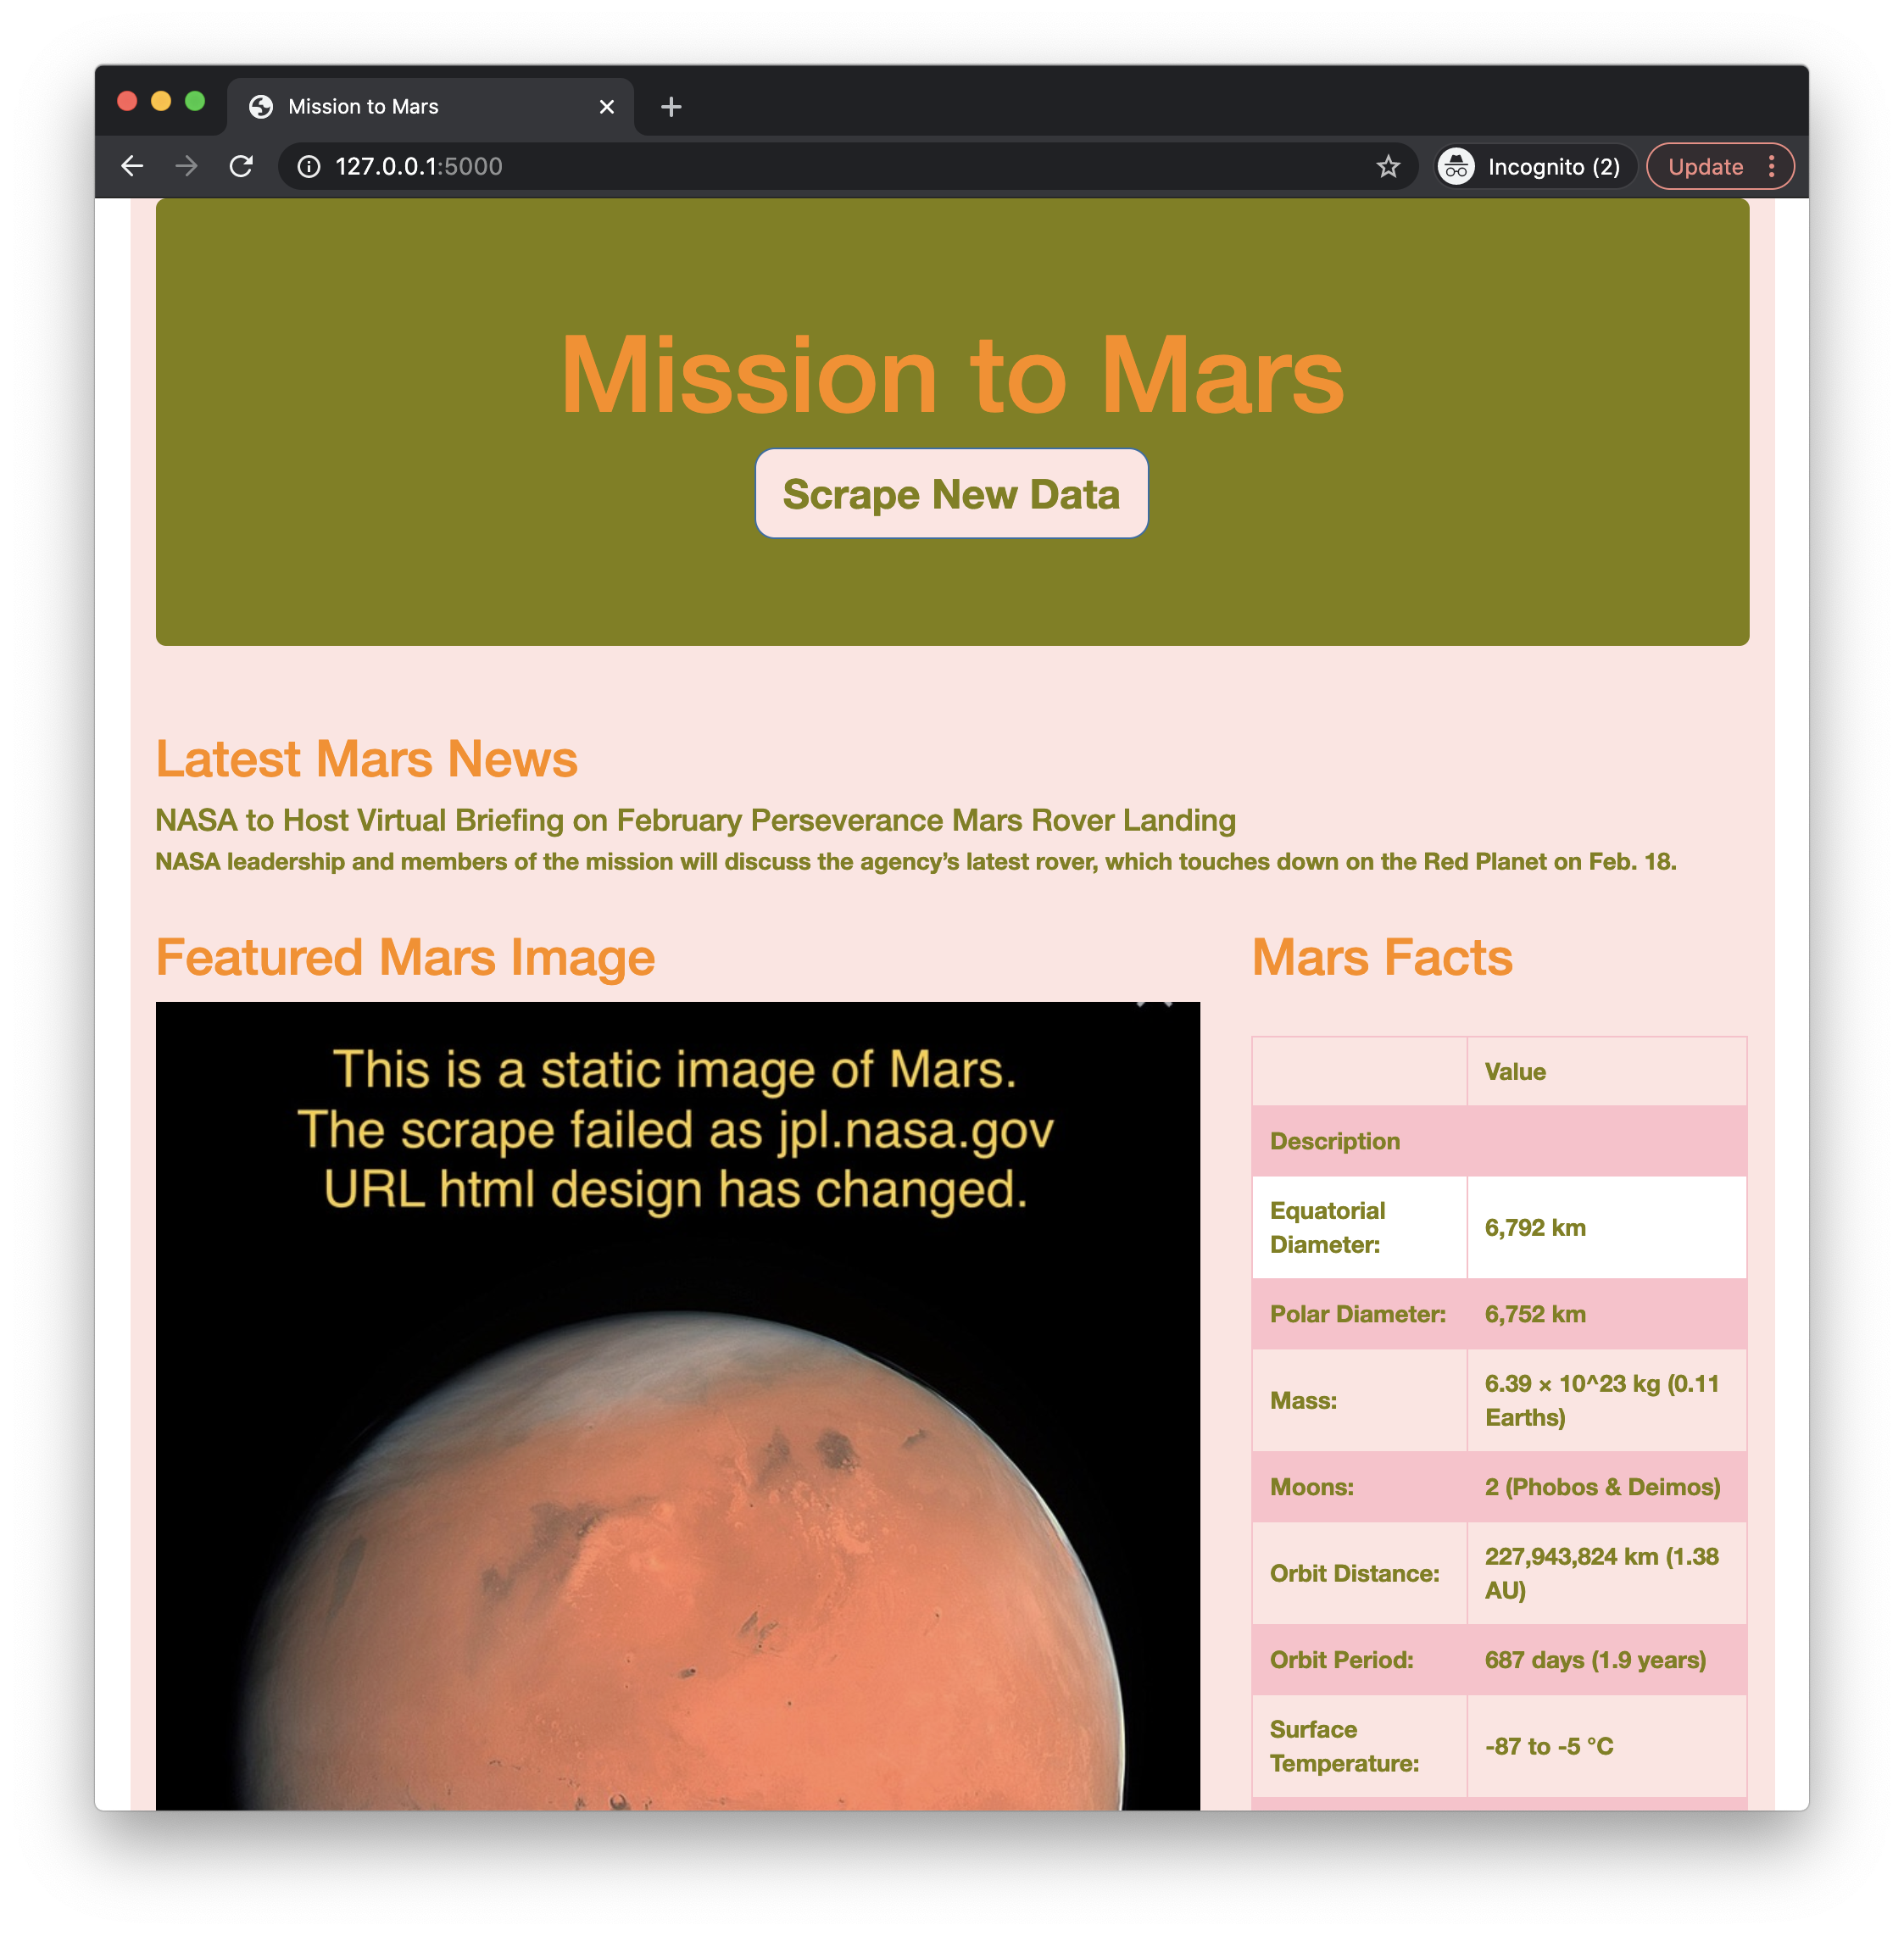 Mission to Mars
127.0.0.1:5000
Incognito (2)
Update
Mission to Mars
Scrape New Data
Latest Mars News
NASA to Host Virtual Briefing on February Perseverance Mars Rover Landing
NASA leadership and members of the mission will discuss the agency’s latest rover, which touches down on the Red Planet on Feb. 18.
Featured Mars Image
This is a static image of Mars.
The scrape failed as jpl.nasa.gov
URL html design has changed.
Mars Facts
Value
Description
Equatorial
Diameter:
6,792 km
Polar Diameter:
6,752 km
Mass:
6.39 × 10^23 kg (0.11
Earths)
Moons:
2 (Phobos & Deimos)
Orbit Distance:
227,943,824 km (1.38
AU)
Orbit Period:
687 days (1.9 years)
Surface
Temperature:
-87 to -5 °C